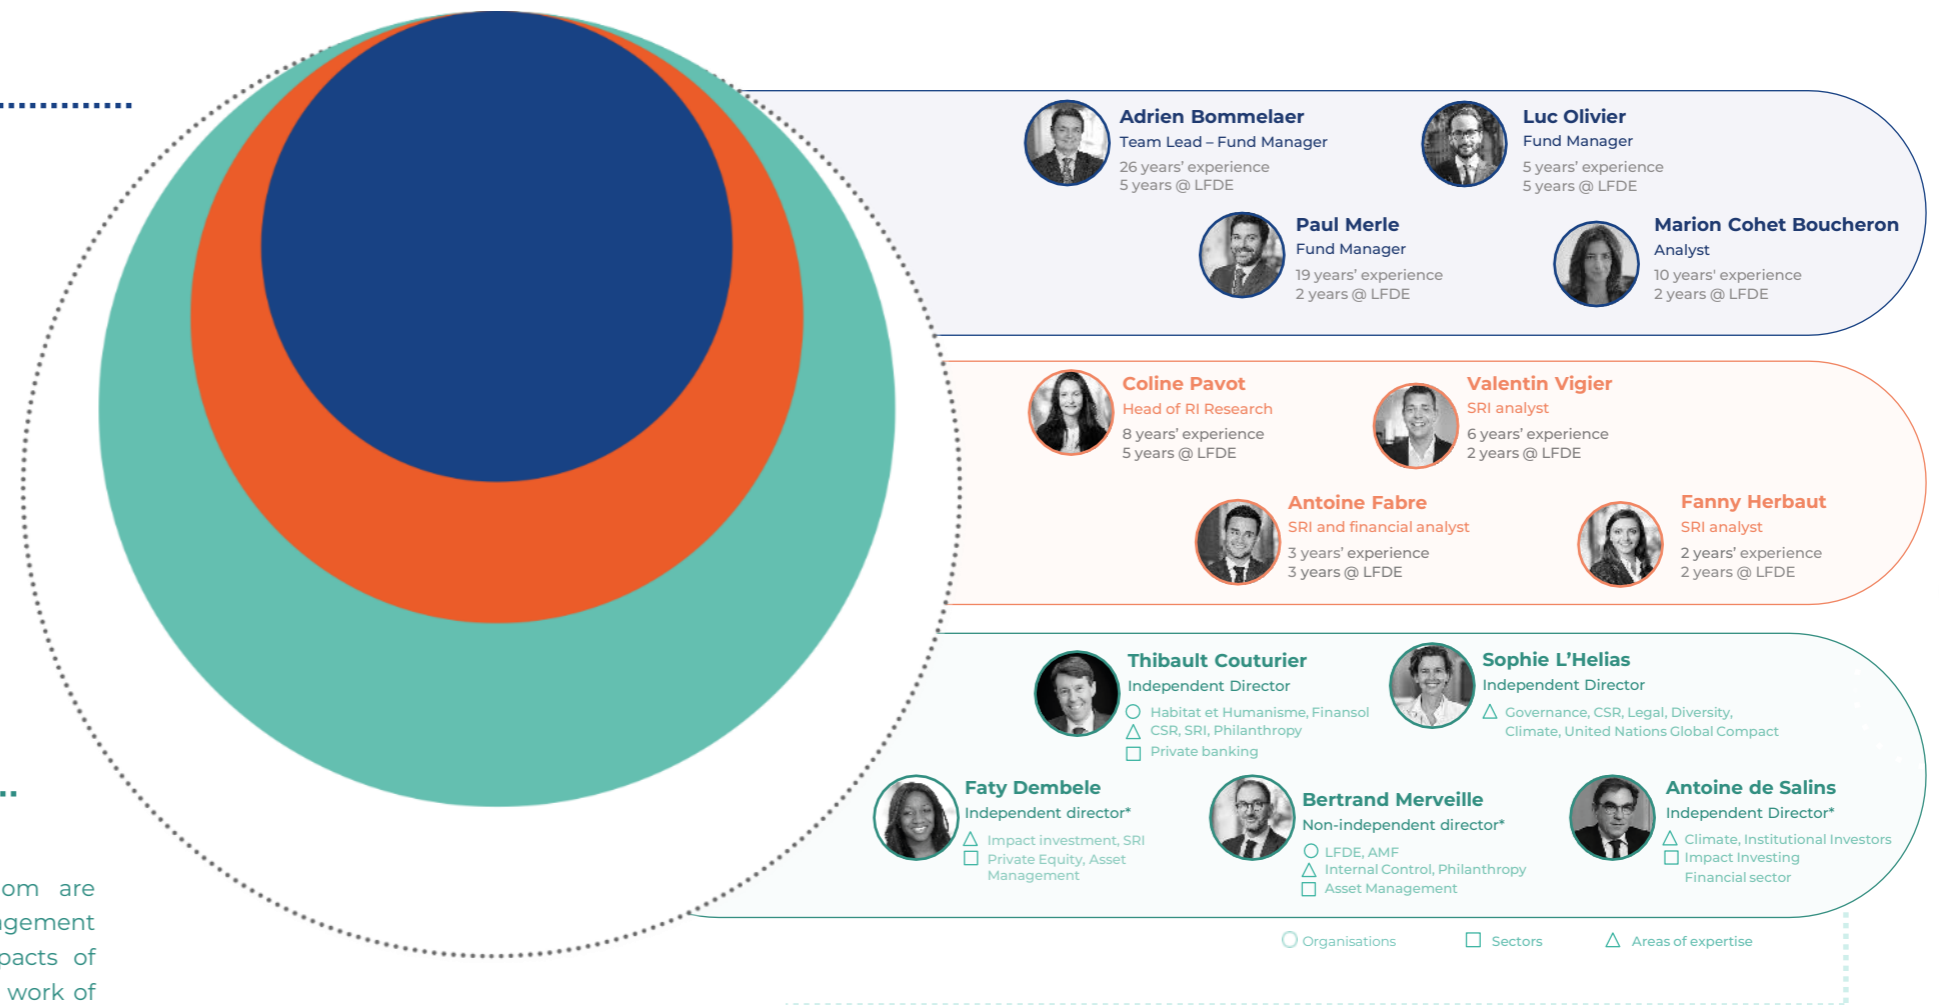 Adrien Bommelaer
Team Lead – Fund Manager
26 years’ experience
5 years @ LFDE
Luc Olivier
Fund Manager
5 years’ experience
5 years @ LFDE
Paul Merle
Fund Manager
19 years’ experience
2 years @ LFDE
Marion Cohet Boucheron
Analyst
10 years' experience
2 years @ LFDE
Coline Pavot
Head of RI Research
8 years’ experience
5 years @ LFDE
Valentin Vigier
SRI analyst
6 years’ experience
2 years @ LFDE
Antoine Fabre
SRI and financial analyst
3 years’ experience
3 years @ LFDE
Fanny Herbaut
SRI analyst
2 years’ experience
2 years @ LFDE
Thibault Couturier
Independent Director
Habitat et Humanisme, Finansol
CSR, SRI, Philanthropy
Private banking
Sophie L’Helias
Independent Director
Governance, CSR, Legal, Diversity,
Climate, United Nations Global Compact
Faty Dembele
Independent director*
Impact investment, SRI
Private Equity, Asset
Management
Bertrand Merveille
Non-independent director*
LFDE, AMF
Internal Control, Philanthropy
Asset Management
Antoine de Salins
Independent Director*
Climate, Institutional Investors
Impact Investing
Financial sector
Organisations
Sectors
Areas of expertise
om are
gement
pacts of
work of